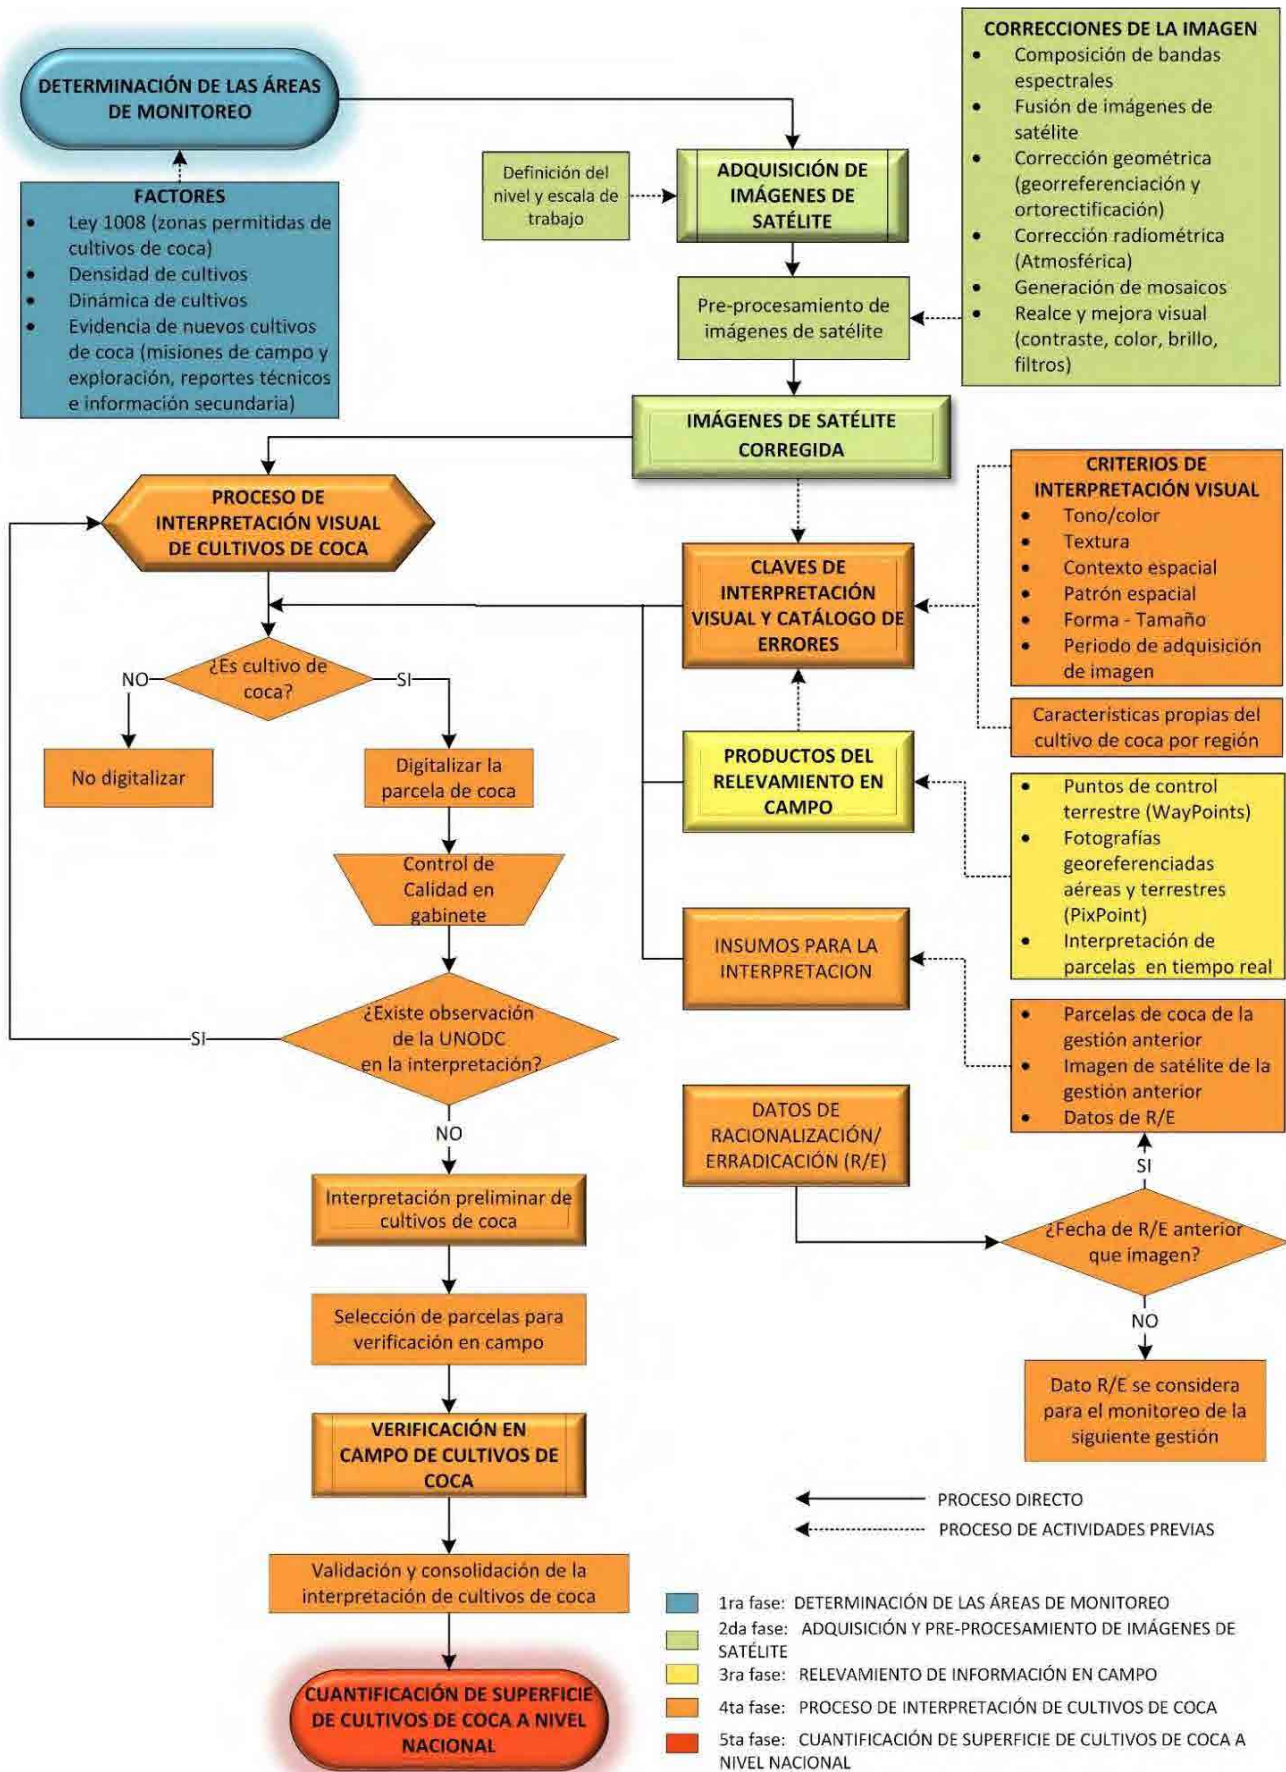 DETERMINACIÓN DE LAS ÁREAS
DE MONITOREO
FACTORES
• Ley 1008 (zonas permitidas de
cultivos de coca)
• Densidad de cultivos
• Dinámica de cultivos
• Evidencia de nuevos cultivos
de coca (misiones de campo y
exploración, reportes técnicos
e información secundaria)
Definición del
nivel y escala de
trabajo
ADQUISICIÓN DE
IMÁGENES DE
SATÉLITE
Pre-procesamiento de
imágenes de satélite
CORRECCIONES DE LA IMAGEN
• Composición de bandas
espectrales
• Fusión de imágenes de
satélite
• Corrección geométrica
(georreferenciación y
ortorectificación)
• Corrección radiométrica
(Atmosférica)
• Generación de mosaicos
• Realce y mejora visual
(contraste, color, brillo,
filtros)
IMÁGENES DE SATÉLITE
CORREGIDA
PROCESO DE
INTERPRETACIÓN VISUAL
DE CULTIVOS DE COCA
CLAVES DE
INTERPRETACIÓN
VISUAL Y CATÁLOGO DE
ERRORES
CRITERIOS DE
INTERPRETACIÓN VISUAL
• Tono/color
• Textura
• Contexto espacial
• Patrón espacial
• Forma - Tamaño
• Periodo de adquisición
de imagen
Características propias del
cultivo de coca por región
¿Es cultivo de
coca?
NO
SI
No digitalizar
Digitalizar la
parcela de coca
PRODUCTOS DEL
RELEVAMIENTO EN
CAMPO
• Puntos de control
terrestre (WayPoints)
• Fotografías
georeferenciadas
aéreas y terrestres
(PixPoint)
• Interpretación de
parcelas en tiempo real
Control de
Calidad en
gabinete
INSUMOS PARA LA
INTERPRETACION
¿Existe observación
de la UNODC
en la interpretación?
SI
NO
• Parcelas de coca de la
gestión anterior
• Imagen de satélite de la
gestión anterior
• Datos de R/E
DATOS DE
RACIONALIZACIÓN/
ERRADICACIÓN (R/E)
SI
¿Fecha de R/E anterior
que imagen?
NO
Dato R/E se considera
para el monitoreo de la
siguiente gestión
Interpretación preliminar de
cultivos de coca
Selección de parcelas para
verificación en campo
VERIFICACIÓN EN
CAMPO DE CULTIVOS DE
COCA
Validación y consolidación de la
interpretación de cultivos de coca
CUANTIFICACIÓN DE SUPERFICIE
DE CULTIVOS DE COCA A NIVEL
NACIONAL
PROCESO DIRECTO
PROCESO DE ACTIVIDADES PREVIAS
1ra fase: DETERMINACIÓN DE LAS ÁREAS DE MONITOREO
2da fase: ADQUISICIÓN Y PRE-PROCESAMIENTO DE IMÁGENES DE
SATÉLITE
3ra fase: RELEVAMIENTO DE INFORMACIÓN EN CAMPO
4ta fase: PROCESO DE INTERPRETACIÓN DE CULTIVOS DE COCA
5ta fase: CUANTIFICACIÓN DE SUPERFICIE DE CULTIVOS DE COCA A
NIVEL NACIONAL